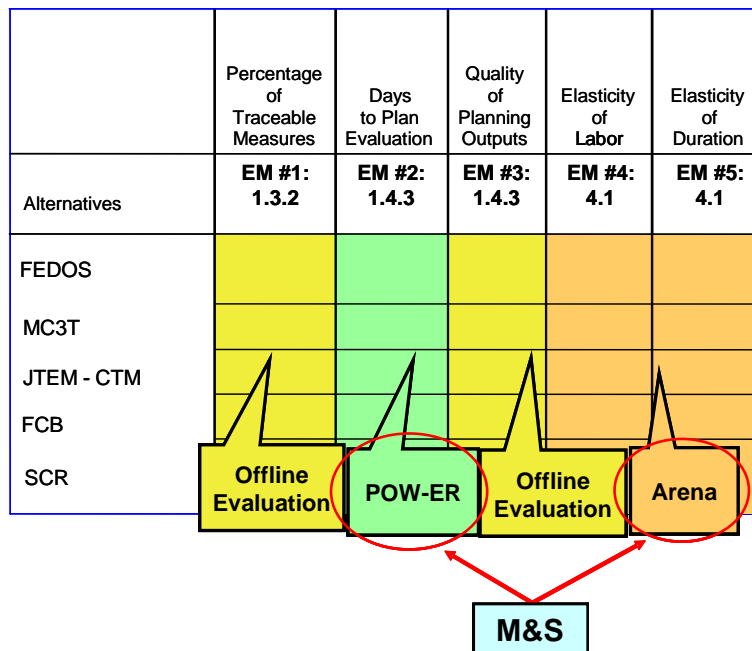 Percentage
of
Traceable
Measures
Days
to Plan
Evaluation
Quality
of
Planning
Outputs
Elasticity
of
Labor
Elasticity
of
Duration
Alternatives
EM #1:
1.3.2
EM #2:
1.4.3
EM #3:
1.4.3
EM #4:
4.1
EM #5:
4.1
FEDOS
MC3T
JTEM - CTM
FCB
SCR
Offline
Evaluation
POW-ER
Offline
Evaluation
Arena
M&S